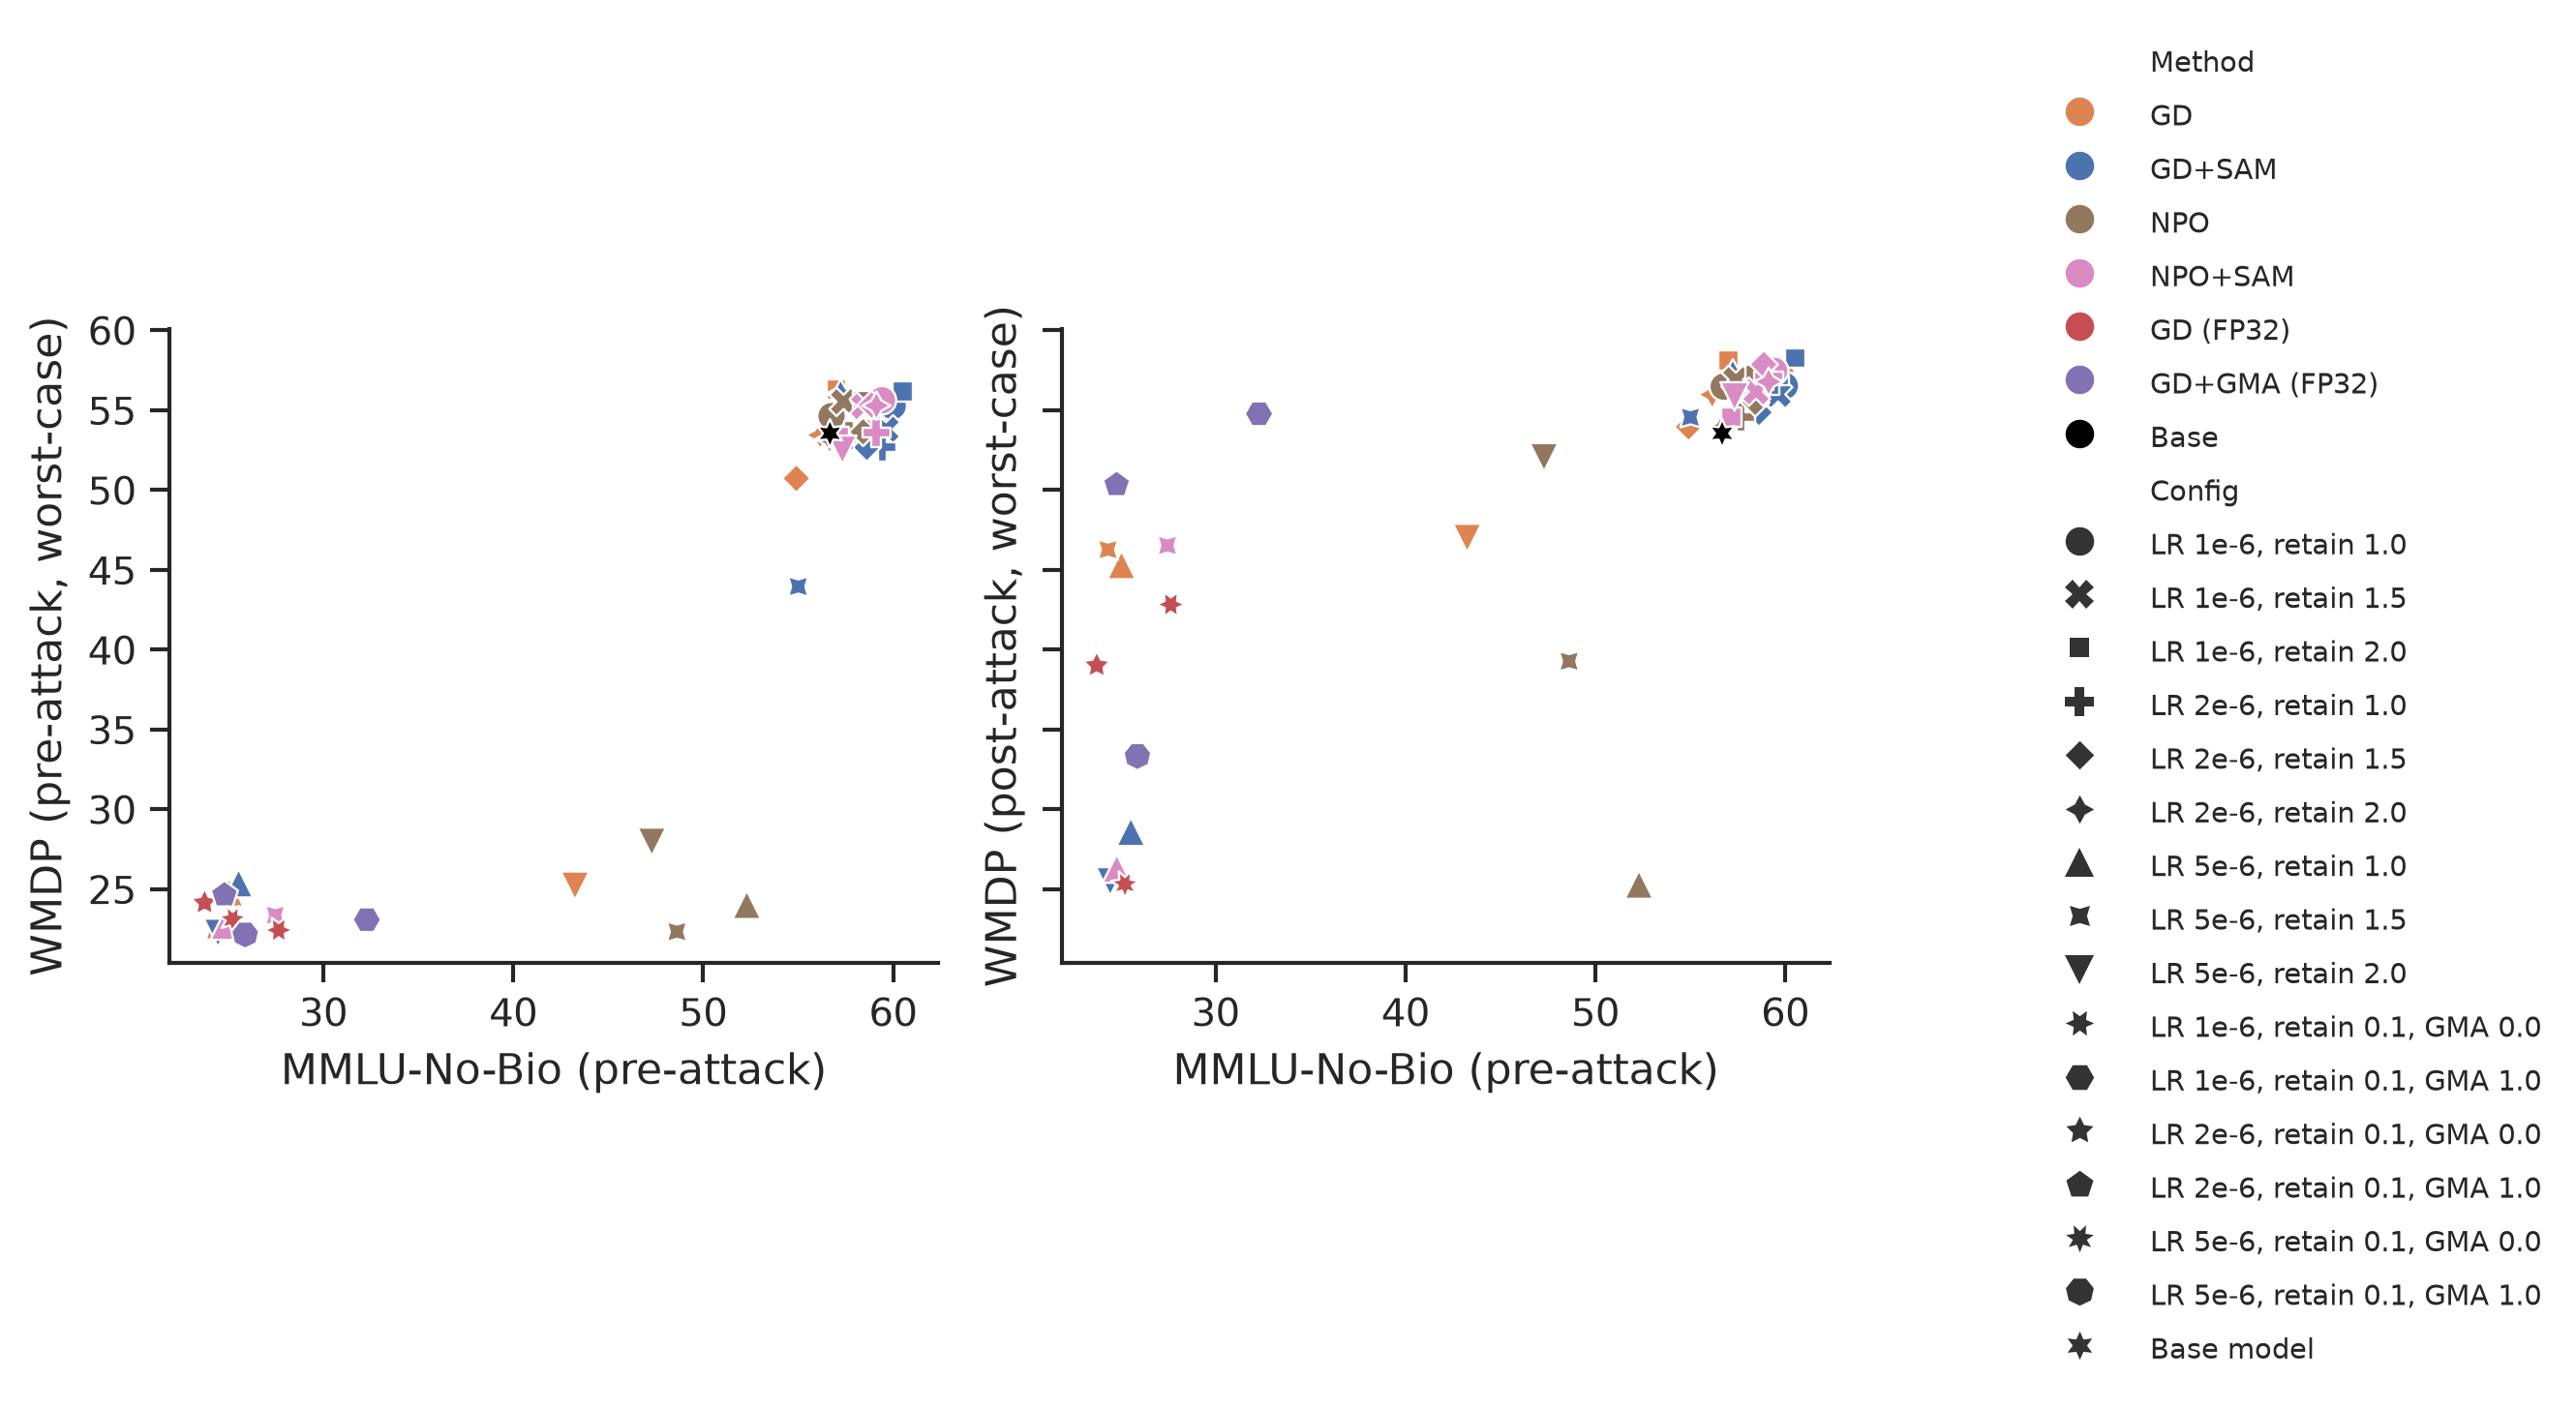 WMDP (pre-attack, worst-case)
60
55
50
45
40
35
30
25
30 40 50 60
MMLU-No-Bio (pre-attack)
WMDP (post-attack, worst-case)
30 40 50 60
MMLU-No-Bio (pre-attack)
Method
GD
GD+SAM
NPO
NPO+SAM
GD (FP32)
GD+GMA (FP32)
Base
Config
LR 1e-6, retain 1.0
LR 1e-6, retain 1.5
LR 1e-6, retain 2.0
LR 2e-6, retain 1.0
LR 2e-6, retain 1.5
LR 2e-6, retain 2.0
LR 5e-6, retain 1.0
LR 5e-6, retain 1.5
LR 5e-6, retain 2.0
LR 1e-6, retain 0.1, GMA 0.0
LR 1e-6, retain 0.1, GMA 1.0
LR 2e-6, retain 0.1, GMA 0.0
LR 2e-6, retain 0.1, GMA 1.0
LR 5e-6, retain 0.1, GMA 0.0
LR 5e-6, retain 0.1, GMA 1.0
Base model